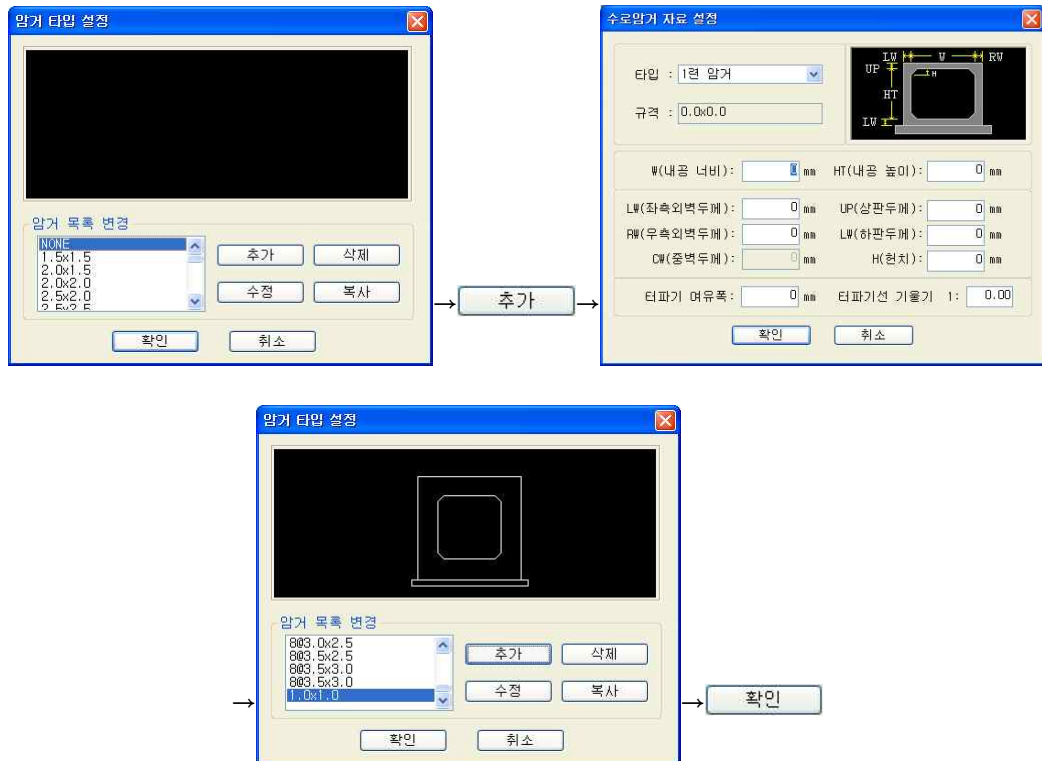 암거 타입 설정
암거 목록 변경
NONE
1.5x1.5
2.0x1.5
2.0x2.0
2.5x2.0
2.5x2.5
추가
삭제
수정
복사
확인
취소
→ 추가 →
수로암거 자료 설정
타입 : 1련 암거
규격 : 0.0x0.0
LW W RW
UP
H
HT
LW
W(내공 너비): 0 mm HT(내공 높이): 0 mm
LW(좌측외벽두께): 0 mm UP(상판두께): 0 mm
RW(우측외벽두께): 0 mm LW(하판두께): 0 mm
CW(중벽두께): 0 mm H(헌치): 0 mm
터파기 여유폭: 0 mm 터파기선 기울기 1: 0.00
확인 취소
→
암거 타입 설정
암거 목록 변경
8@3.0x2.5
8@3.5x2.5
8@3.5x3.0
8@3.5x3.0
1.0x1.0
추가
삭제
수정
복사
확인
취소
→ 확인